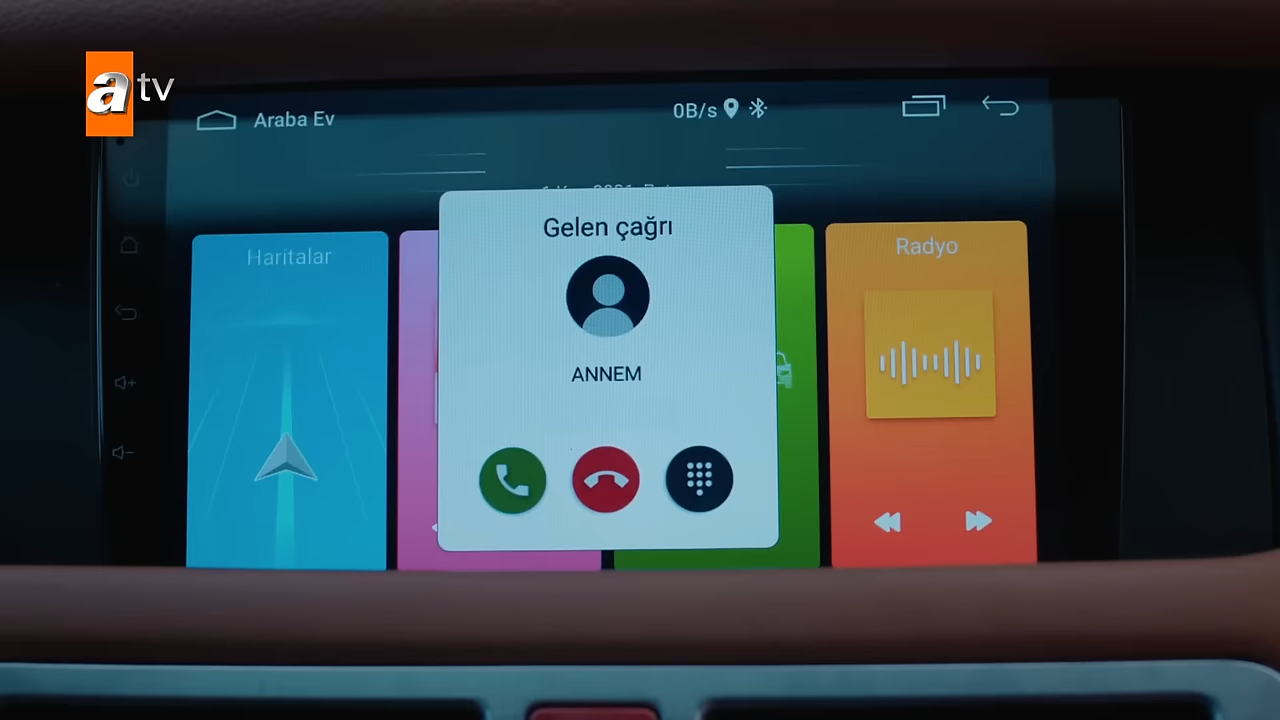 atv
Araba Ev
0B/s
Gelen çağrı
Haritalar
Radyo
ANNEM